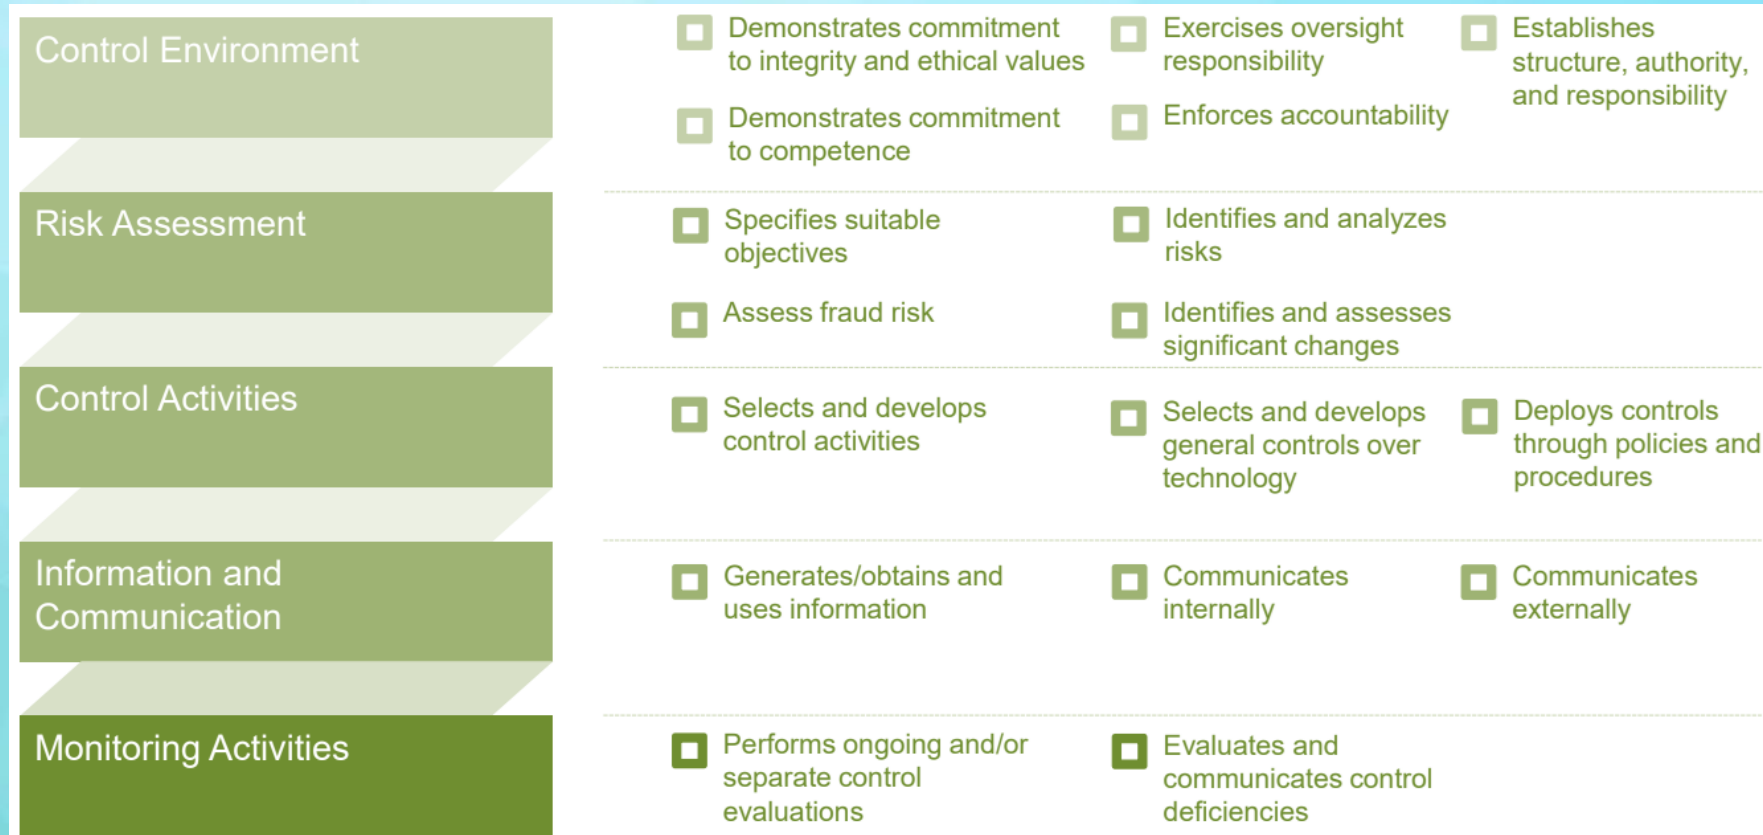 Control Environment
Demonstrates commitment
to integrity and ethical values
Exercises oversight
responsibility
Establishes
structure, authority,
and responsibility
Demonstrates commitment
to competence
Enforces accountability
Risk Assessment
Specifies suitable
objectives
Identifies and analyzes
risks
Assess fraud risk
Identifies and assesses
significant changes
Control Activities
Selects and develops
control activities
Selects and develops
general controls over
technology
Deploys controls
through policies and
procedures
Information and
Communication
Generates/obtains and
uses information
Communicates
internally
Communicates
externally
Monitoring Activities
Performs ongoing and/or
separate control
evaluations
Evaluates and
communicates control
deficiencies